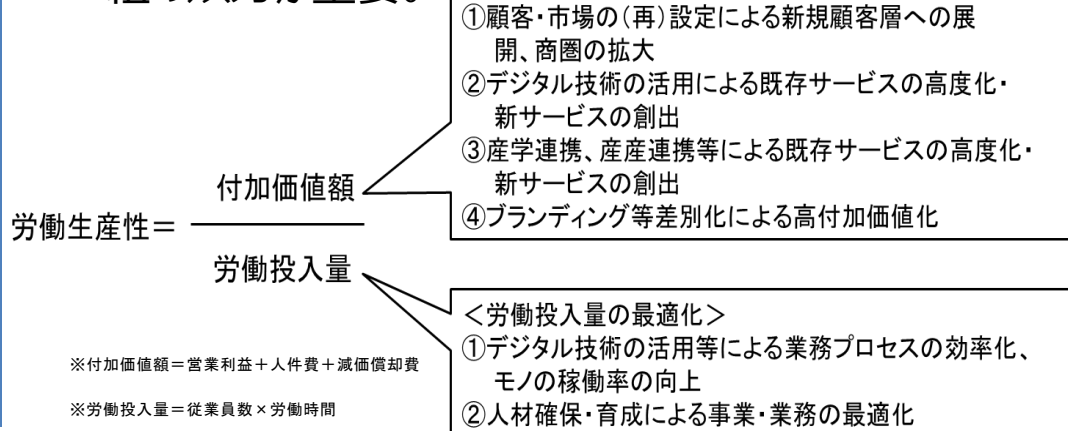 ①顧客・市場の(再)設定による新規顧客層への展
開、商圏の拡大
②デジタル技術の活用による既存サービスの高度化・
新サービスの創出
③産学連携、産産連携等による既存サービスの高度化・
新サービスの創出
④ブランディング等差別化による高付加価値化
労働生産性＝
付加価値額
労働投入量
＜労働投入量の最適化＞
①デジタル技術の活用等による業務プロセスの効率化、
モノの稼働率の向上
②人材確保・育成による事業・業務の最適化
※付加価値額＝営業利益＋人件費＋減価償却費
※労働投入量＝従業員数×労働時間